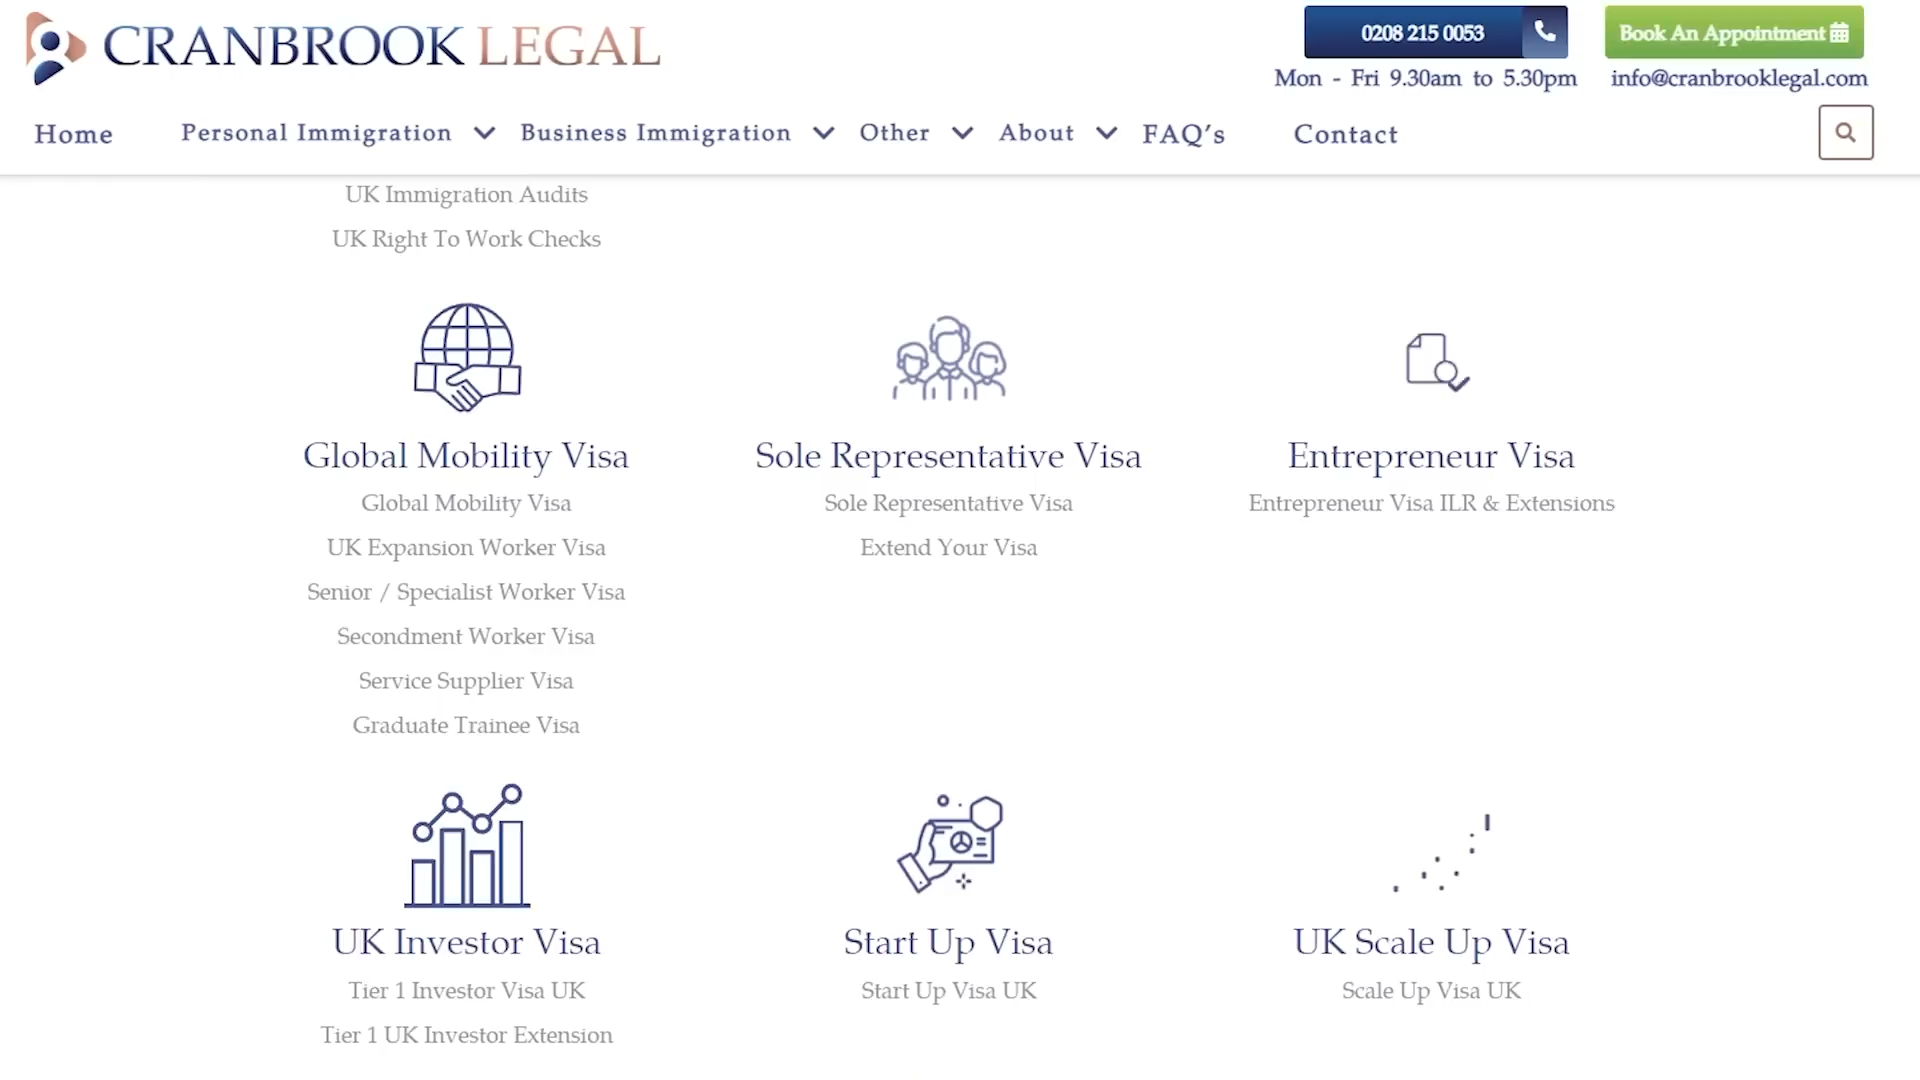 CRANBROOK LEGAL
0208 215 0053
Book An Appointment
Mon - Fri 9.30am to 5.30pm
info@cranbrooklegal.com
Home
Personal Immigration
Business Immigration
Other
About
FAQ’s
Contact
UK Immigration Audits
UK Right To Work Checks
Global Mobility Visa
Global Mobility Visa
UK Expansion Worker Visa
Senior / Specialist Worker Visa
Secondment Worker Visa
Service Supplier Visa
Graduate Trainee Visa
Sole Representative Visa
Sole Representative Visa
Extend Your Visa
Entrepreneur Visa
Entrepreneur Visa ILR & Extensions
UK Investor Visa
Tier 1 Investor Visa UK
Tier 1 UK Investor Extension
Start Up Visa
Start Up Visa UK
UK Scale Up Visa
Scale Up Visa UK